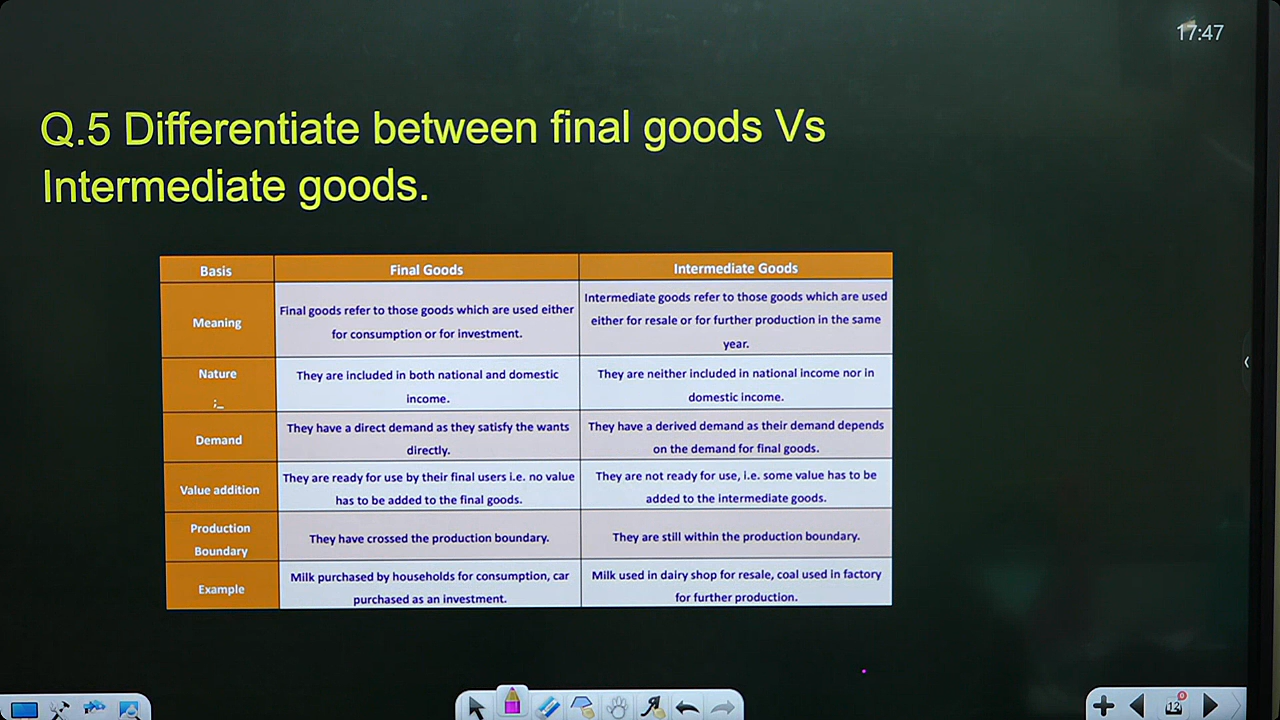 17:47
Q.5 Differentiate between final goods Vs
Intermediate goods.
Basis
Final Goods
Intermediate Goods
Meaning
Final goods refer to those goods which are used either
for consumption or for investment.
Intermediate goods refer to those goods which are used
either for resale or for further production in the same
year.
Nature
;_
They are included in both national and domestic
income.
They are neither included in national income nor in
domestic income.
Demand
They have a direct demand as they satisfy the wants
directly.
They have a derived demand as their demand depends
on the demand for final goods.
Value addition
They are ready for use by their final users i.e. no value
has to be added to the final goods.
They are not ready for use, i.e. some value has to be
added to the intermediate goods.
Production
Boundary
They have crossed the production boundary.
They are still within the production boundary.
Example
Milk purchased by households for consumption, car
purchased as an investment.
Milk used in dairy shop for resale, coal used in factory
for further production.
12
0